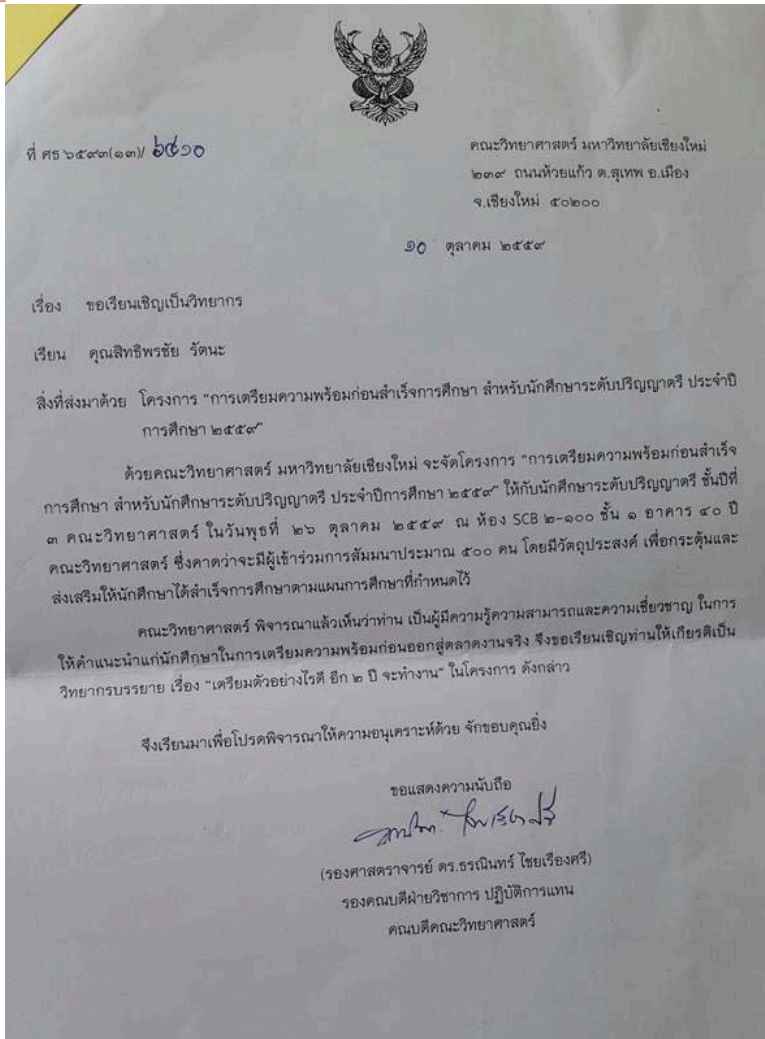 ที่ ศธ ๖๕๙๓(๑๓)/ ๖๔๑๐
คณะวิทยาศาสตร์ มหาวิทยาลัยเชียงใหม่
๒๓๙ ถนนห้วยแก้ว ต.สุเทพ อ.เมือง
จ.เชียงใหม่ ๕๐๒๐๐
๑๐ ตุลาคม ๒๕๕๙
เรื่อง ขอเรียนเชิญเป็นวิทยากร
เรียน คุณสิทธิพรชัย รัตนะ
สิ่งที่ส่งมาด้วย โครงการ "การเตรียมความพร้อมก่อนสำเร็จการศึกษา สำหรับนักศึกษาระดับปริญญาตรี ประจำปี
การศึกษา ๒๕๕๙"
ด้วยคณะวิทยาศาสตร์ มหาวิทยาลัยเชียงใหม่ จะจัดโครงการ "การเตรียมความพร้อมก่อนสำเร็จ
การศึกษา สำหรับนักศึกษาระดับปริญญาตรี ประจำปีการศึกษา ๒๕๕๙" ให้กับนักศึกษาระดับปริญญาตรี ชั้นปีที่
๓ คณะวิทยาศาสตร์ ในวันพุธที่ ๒๖ ตุลาคม ๒๕๕๙ ณ ห้อง SCB ๒-๑๐๐ ชั้น ๑ อาคาร ๔๐ ปี
คณะวิทยาศาสตร์ ซึ่งคาดว่าจะมีผู้เข้าร่วมการสัมมนาประมาณ ๕๐๐ คน โดยมีวัตถุประสงค์ เพื่อกระตุ้นและ
ส่งเสริมให้นักศึกษาได้สำเร็จการศึกษาตามแผนการศึกษาที่กำหนดไว้
คณะวิทยาศาสตร์ พิจารณาแล้วเห็นว่าท่าน เป็นผู้มีความรู้ความสามารถและความเชี่ยวชาญ ในการ
ให้คำแนะนำแก่นักศึกษาในการเตรียมความพร้อมก่อนออกสู่ตลาดงานจริง จึงขอเรียนเชิญท่านให้เกียรติเป็น
วิทยากรบรรยาย เรื่อง "เตรียมตัวอย่างไรดี อีก ๒ ปี จะทำงาน" ในโครงการ ดังกล่าว
จึงเรียนมาเพื่อโปรดพิจารณาให้ความอนุเคราะห์ด้วย จักขอบคุณยิ่ง
ขอแสดงความนับถือ
(รองศาสตราจารย์ ดร.ธรณินทร์ ไชยเรืองศรี)
รองคณบดีฝ่ายวิชาการ ปฏิบัติการแทน
คณบดีคณะวิทยาศาสตร์